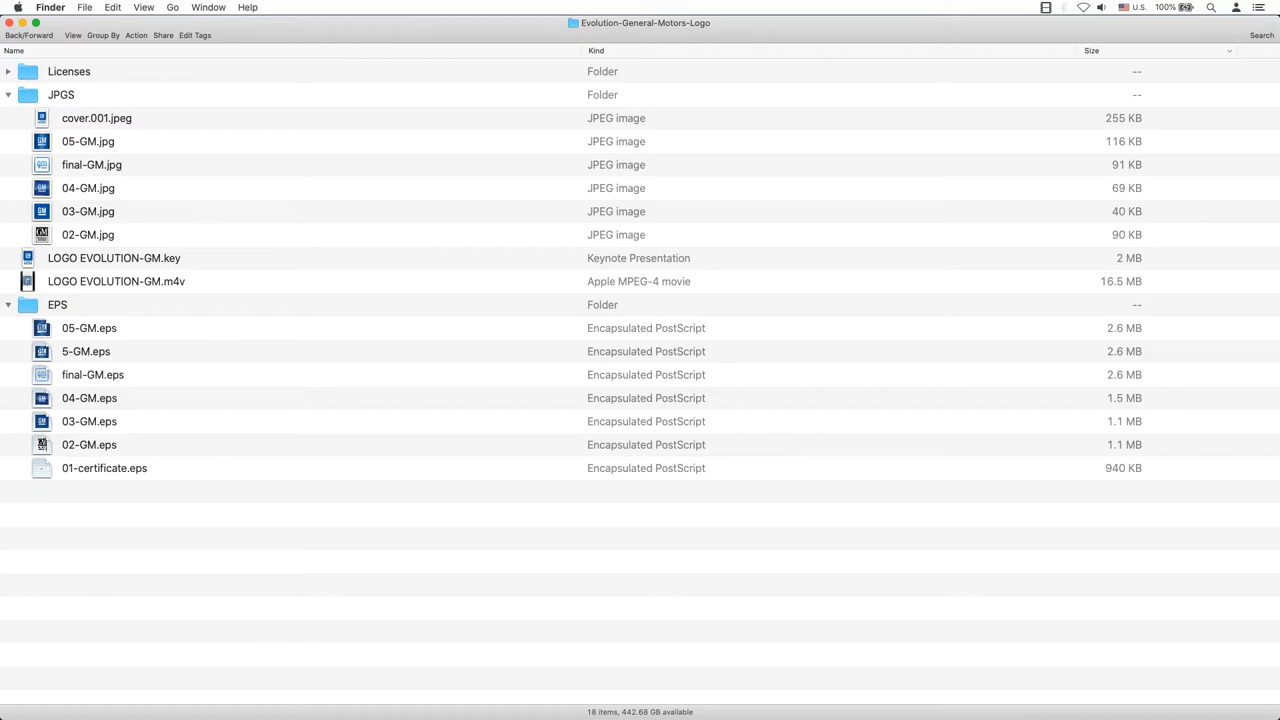 Finder File Edit View Go Window Help U.S. 100%
Evolution-General-Motors-Logo
Back/Forward View Group By Action Share Edit Tags Search
Name Kind Size
Licenses Folder --
JPGS Folder --
cover.001.jpeg JPEG image 255 KB
05-GM.jpg JPEG image 116 KB
final-GM.jpg JPEG image 91 KB
04-GM.jpg JPEG image 69 KB
03-GM.jpg JPEG image 40 KB
02-GM.jpg JPEG image 90 KB
LOGO EVOLUTION-GM.key Keynote Presentation 2 MB
LOGO EVOLUTION-GM.m4v Apple MPEG-4 movie 16.5 MB
EPS Folder --
05-GM.eps Encapsulated PostScript 2.6 MB
5-GM.eps Encapsulated PostScript 2.6 MB
final-GM.eps Encapsulated PostScript 2.6 MB
04-GM.eps Encapsulated PostScript 1.5 MB
03-GM.eps Encapsulated PostScript 1.1 MB
02-GM.eps Encapsulated PostScript 1.1 MB
01-certificate.eps Encapsulated PostScript 940 KB
18 items, 442.68 GB available